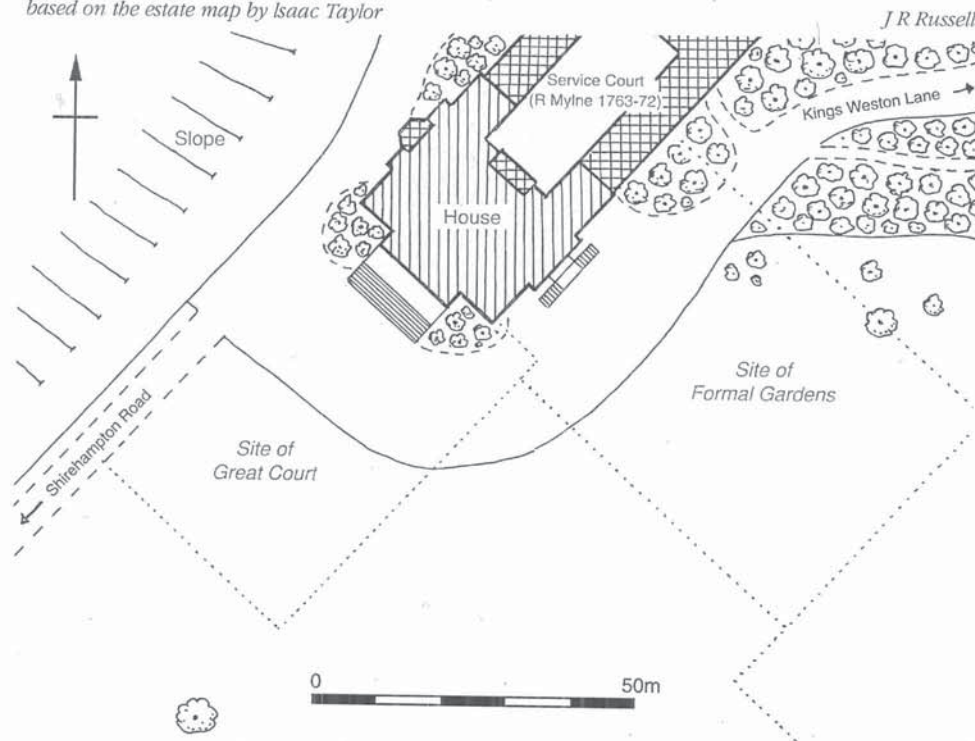 based on the estate map by Isaac Taylor
J R Russell
Service Court
(R Mylne 1763-72)
Kings Weston Lane
Slope
House
Site of
Formal Gardens
Shirehampton Road
Site of
Great Court
0
50m